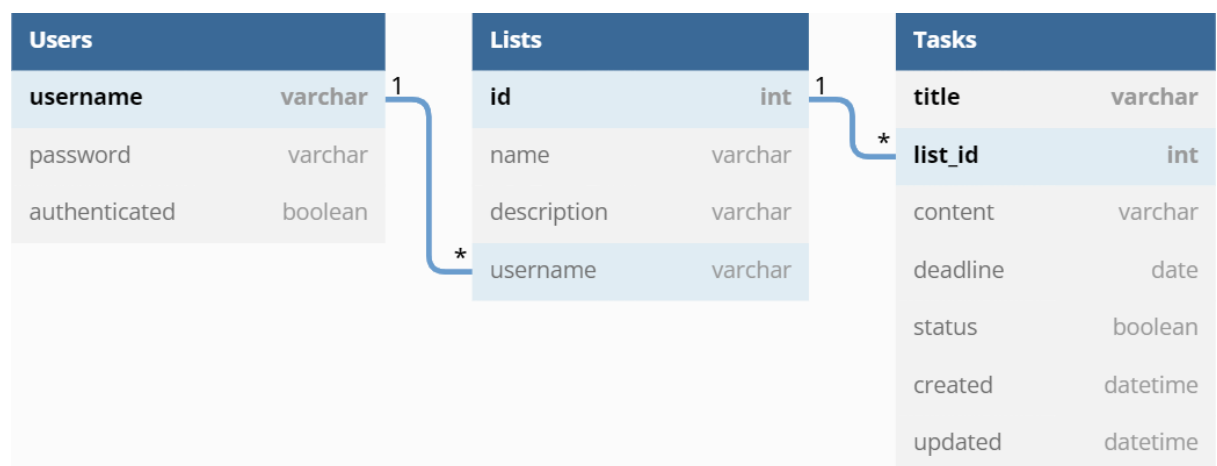 Users
username varchar 1
password varchar
authenticated boolean
Lists
id int 1
name varchar
description varchar
* username varchar
Tasks
title varchar
* list_id int
content varchar
deadline date
status boolean
created datetime
updated datetime